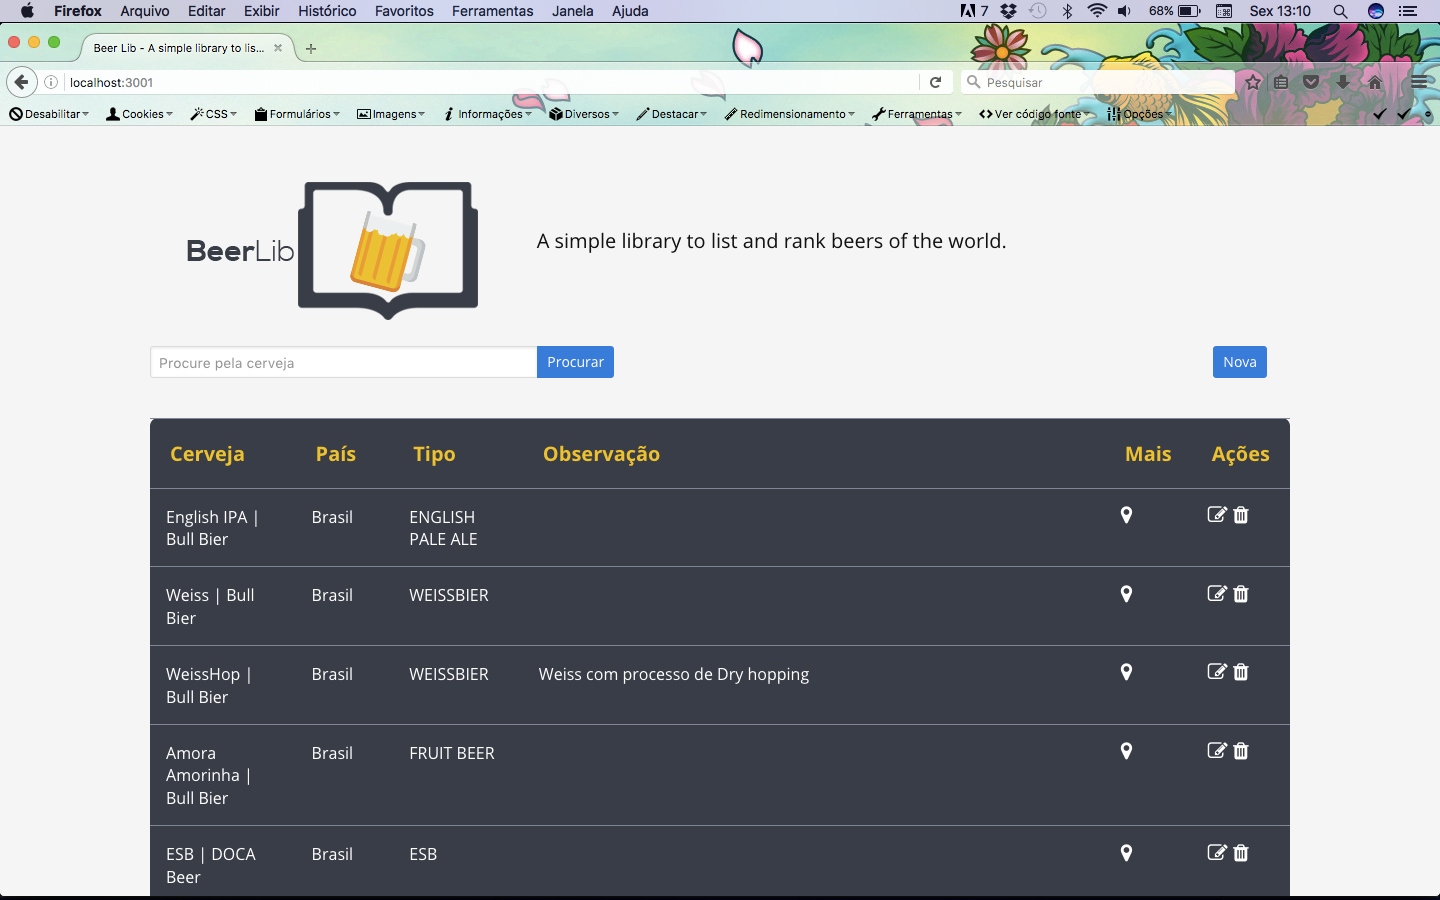 Firefox Arquivo Editar Exibir Histórico Favoritos Ferramentas Janela Ajuda 7 68% Sex 13:10
Beer Lib - A simple library to lis...
localhost:3001 Pesquisar
Desabilitar Cookies CSS Formulários Imagens Informações Diversos Destacar Redimensionamento Ferramentas Ver código fonte Opções
BeerLib
A simple library to list and rank beers of the world.
Procure pela cerveja Procurar Nova
Cerveja País Tipo Observação Mais Ações
English IPA | Brasil ENGLISH
Bull Bier PALE ALE
Weiss | Bull Brasil WEISSBIER
Bier
WeissHop | Brasil WEISSBIER Weiss com processo de Dry hopping
Bull Bier
Amora Brasil FRUIT BEER
Amorinha |
Bull Bier
ESB | DOCA Brasil ESB
Beer